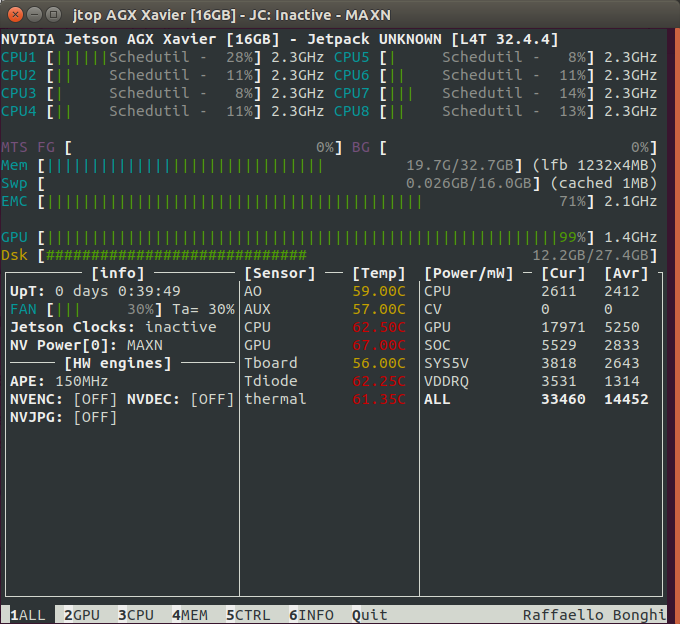 jtop AGX Xavier [16GB] - JC: Inactive - MAXN
NVIDIA Jetson AGX Xavier [16GB] - Jetpack UNKNOWN [L4T 32.4.4]
CPU1 [||||||Schedutil - 28%] 2.3GHz CPU5 [| Schedutil - 8%] 2.3GHz
CPU2 [|| Schedutil - 11%] 2.3GHz CPU6 [|| Schedutil - 11%] 2.3GHz
CPU3 [| Schedutil - 8%] 2.3GHz CPU7 [||| Schedutil - 14%] 2.3GHz
CPU4 [|| Schedutil - 11%] 2.3GHz CPU8 [|| Schedutil - 13%] 2.3GHz
MTS FG [ 0%] BG [ 0%]
Mem [||||||||||||||||||||||||||||||| 19.7G/32.7GB] (lfb 1232x4MB)
Swp [ 0.026GB/16.0GB] (cached 1MB)
EMC [|||||||||||||||||||||||||||||||||||||||||| 71%] 2.1GHz
GPU [|||||||||||||||||||||||||||||||||||||||||||||||||||||||||99%] 1.4GHz
Dsk [############################# 12.2GB/27.4GB]
[info] [Sensor] [Temp] [Power/mW] [Cur] [Avr]
UpT: 0 days 0:39:49 AO 59.00C CPU 2611 2412
FAN [||| 30%] Ta= 30% AUX 57.00C CV 0 0
Jetson Clocks: inactive CPU 62.50C GPU 17971 5250
NV Power[0]: MAXN GPU 67.00C SOC 5529 2833
[HW engines] Tboard 56.00C SYS5V 3818 2643
APE: 150MHz Tdiode 62.25C VDDRQ 3531 1314
NVENC: [OFF] NVDEC: [OFF] thermal 61.35C ALL 33460 14452
NVJPG: [OFF]
1ALL 2GPU 3CPU 4MEM 5CTRL 6INFO Quit Raffaello Bonghi